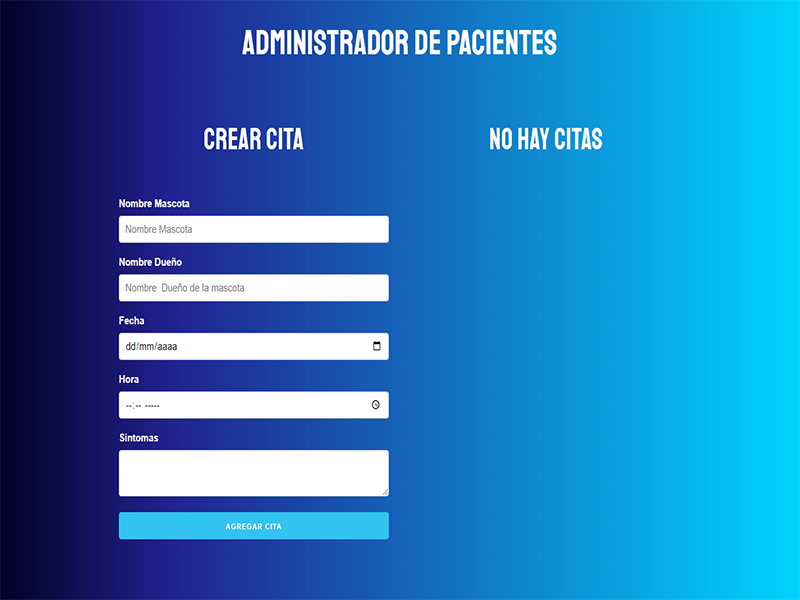 ADMINISTRADOR DE PACIENTES
CREAR CITA
NO HAY CITAS
Nombre Mascota
Nombre Mascota
Nombre Dueño
Nombre  Dueño de la mascota
Fecha
dd/mm/aaaa
Hora
--:-- -----
Síntomas
AGREGAR CITA